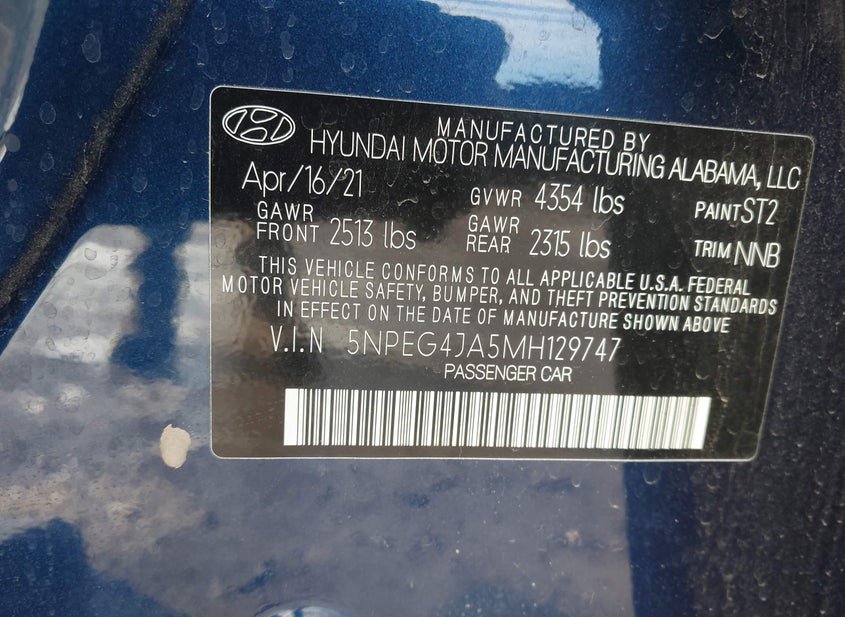 MANUFACTURED BY
HYUNDAI MOTOR MANUFACTURING ALABAMA, LLC
Apr/16/21 GVWR 4354 lbs PAINT ST2
GAWR FRONT 2513 lbs GAWR REAR 2315 lbs TRIM NNB
THIS VEHICLE CONFORMS TO ALL APPLICABLE U.S.A. FEDERAL
MOTOR VEHICLE SAFETY, BUMPER, AND THEFT PREVENTION STANDARDS
IN EFFECT ON THE DATE OF MANUFACTURE SHOWN ABOVE
V.I.N 5NPEG4JA5MH129747
PASSENGER CAR